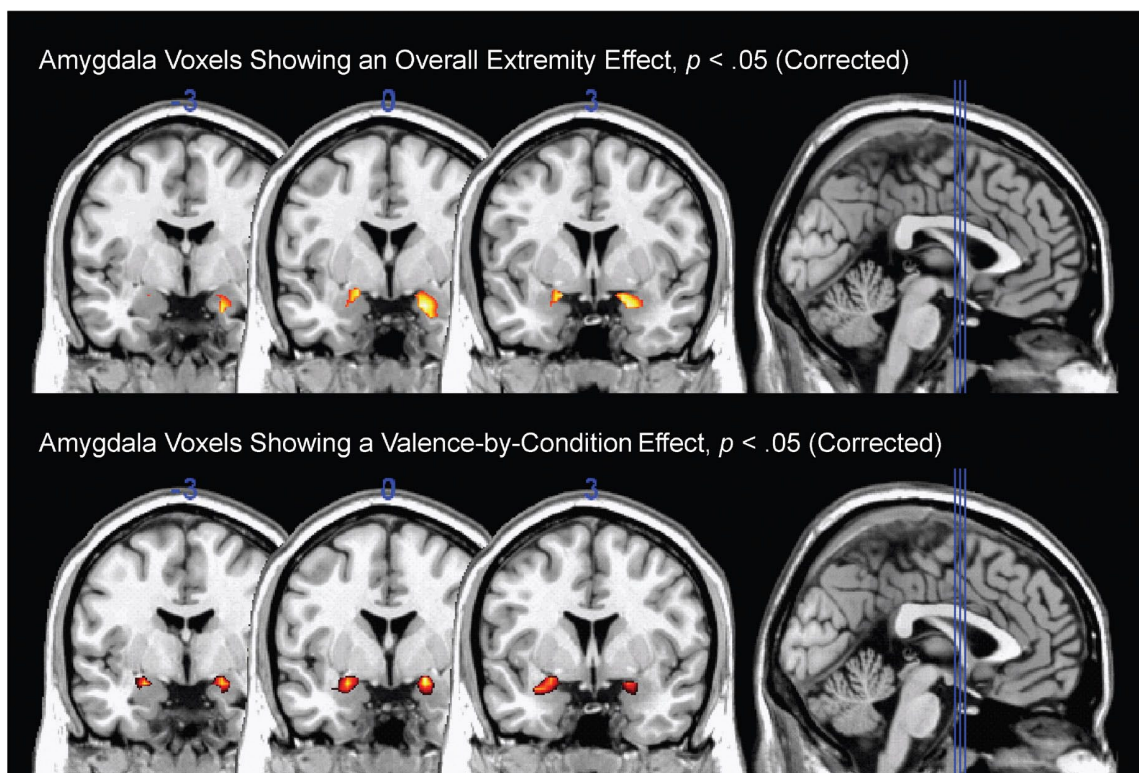 Amygdala Voxels Showing an Overall Extremity Effect, p < .05 (Corrected)
-3 0 3
Amygdala Voxels Showing a Valence-by-Condition Effect, p < .05 (Corrected)
-3 0 3